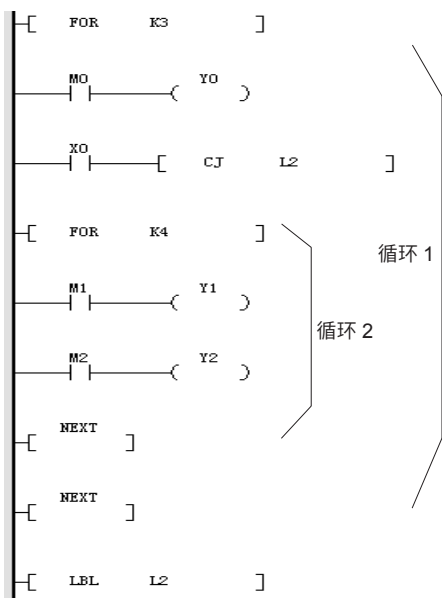 FOR K3
M0 Y0
X0 CJ L2
FOR K4
循环 1
M1 Y1
循环 2
M2 Y2
NEXT
NEXT
LBL L2